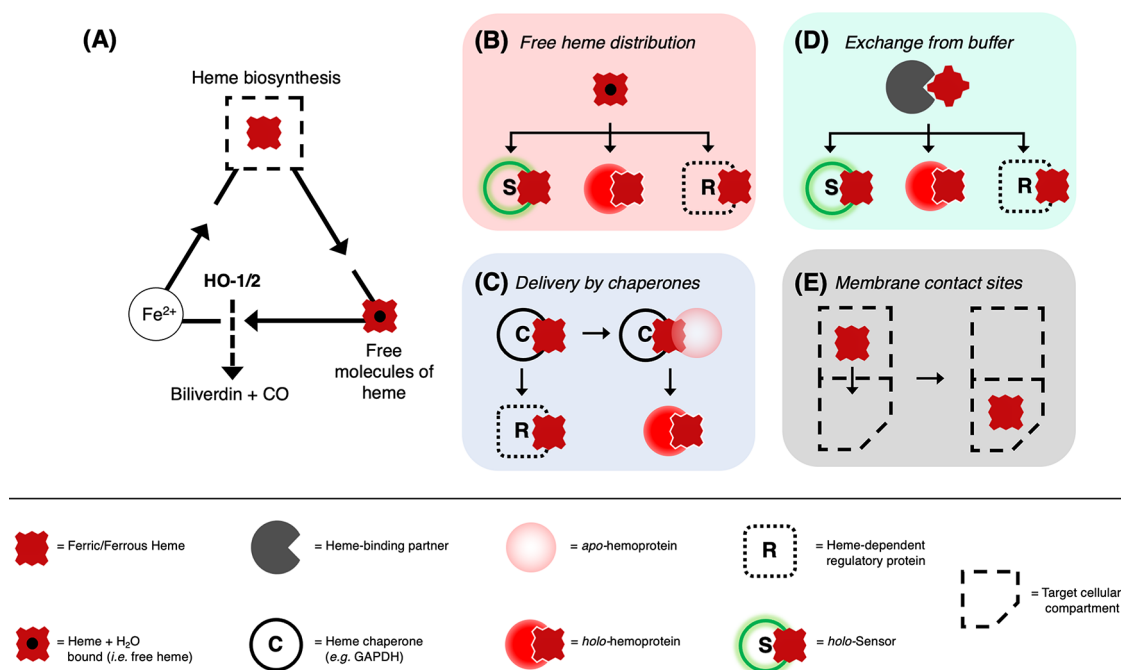 (A)
Heme biosynthesis
HO-1/2
Fe²⁺
Biliverdin + CO
Free
molecules of
heme
(B) Free heme distribution
S
R
(D) Exchange from buffer
S
R
(C) Delivery by chaperones
C
C
R
(E) Membrane contact sites
= Ferric/Ferrous Heme
= Heme-binding partner
= apo-hemoprotein
R = Heme-dependent
regulatory protein
= Target cellular
compartment
= Heme + H₂O
bound (i.e. free heme)
C = Heme chaperone
(e.g. GAPDH)
= holo-hemoprotein
S = holo-Sensor